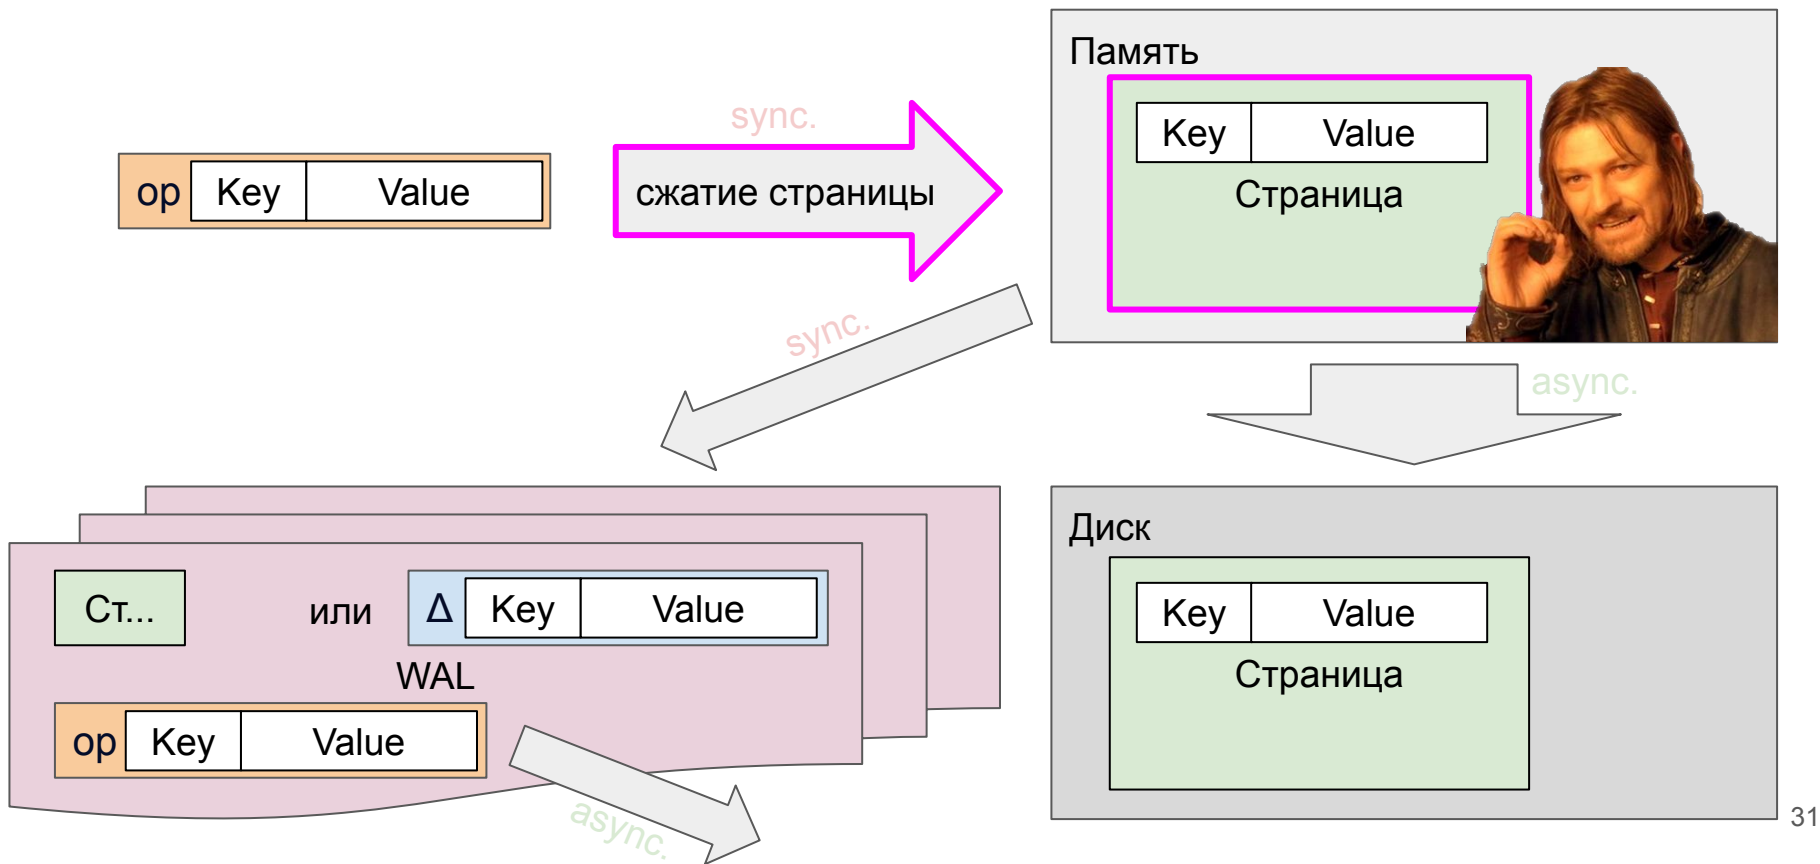 Память
sync.
Key Value
op Key Value
сжатие страницы
Страница
sync.
async.
Диск
Ст...
или
Δ Key Value
Key Value
WAL
Страница
op Key Value
async.
31